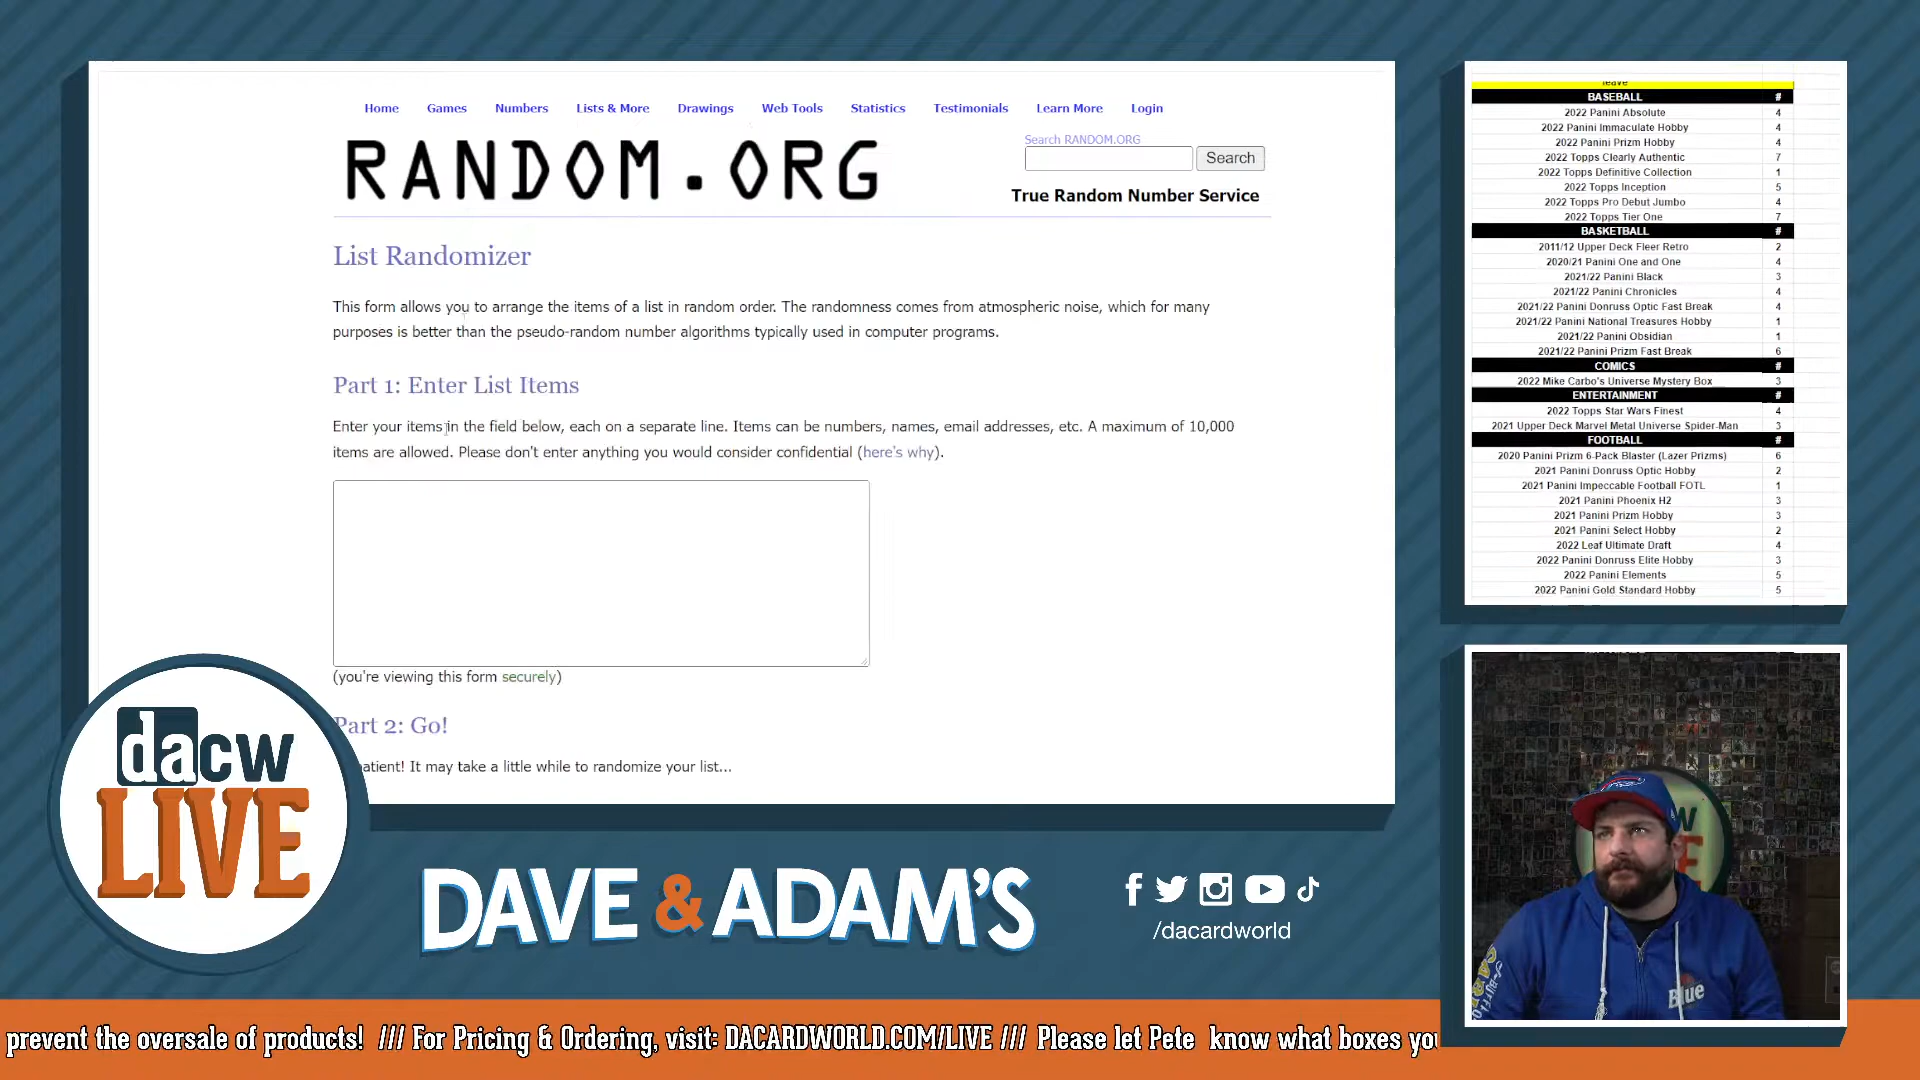 Home Games Numbers Lists & More Drawings Web Tools Statistics Testimonials Learn More Login
RANDOM.ORG
Search RANDOM.ORG
Search
True Random Number Service
List Randomizer
This form allows you to arrange the items of a list in random order. The randomness comes from atmospheric noise, which for many
purposes is better than the pseudo-random number algorithms typically used in computer programs.
Part 1: Enter List Items
Enter your items in the field below, each on a separate line. Items can be numbers, names, email addresses, etc. A maximum of 10,000
items are allowed. Please don't enter anything you would consider confidential (here's why).
(you're viewing this form securely)
Part 2: Go!
atient! It may take a little while to randomize your list...
leave
BASEBALL #
2022 Panini Absolute 4
2022 Panini Immaculate Hobby 4
2022 Panini Prizm Hobby 4
2022 Topps Clearly Authentic 7
2022 Topps Definitive Collection 1
2022 Topps Inception 5
2022 Topps Pro Debut Jumbo 4
2022 Topps Tier One 7
BASKETBALL #
2011/12 Upper Deck Fleer Retro 2
2020/21 Panini One and One 4
2021/22 Panini Black 3
2021/22 Panini Chronicles 4
2021/22 Panini Donruss Optic Fast Break 4
2021/22 Panini National Treasures Hobby 1
2021/22 Panini Obsidian 1
2021/22 Panini Prizm Fast Break 6
COMICS #
2022 Mike Carbo's Universe Mystery Box 3
ENTERTAINMENT #
2022 Topps Star Wars Finest 4
2021 Upper Deck Marvel Metal Universe Spider-Man 3
FOOTBALL #
2020 Panini Prizm 6-Pack Blaster (Lazer Prizms) 6
2021 Panini Donruss Optic Hobby 2
2021 Panini Impeccable Football FOTL 1
2021 Panini Phoenix H2 3
2021 Panini Prizm Hobby 3
2021 Panini Select Hobby 2
2022 Leaf Ultimate Draft 4
2022 Panini Donruss Elite Hobby 3
2022 Panini Elements 5
2022 Panini Gold Standard Hobby 5
dacw
LIVE
DAVE & ADAM'S
/dacardworld
Blue
prevent the oversale of products! /// For Pricing & Ordering, visit: DACARDWORLD.COM/LIVE /// Please let Pete know what boxes yo